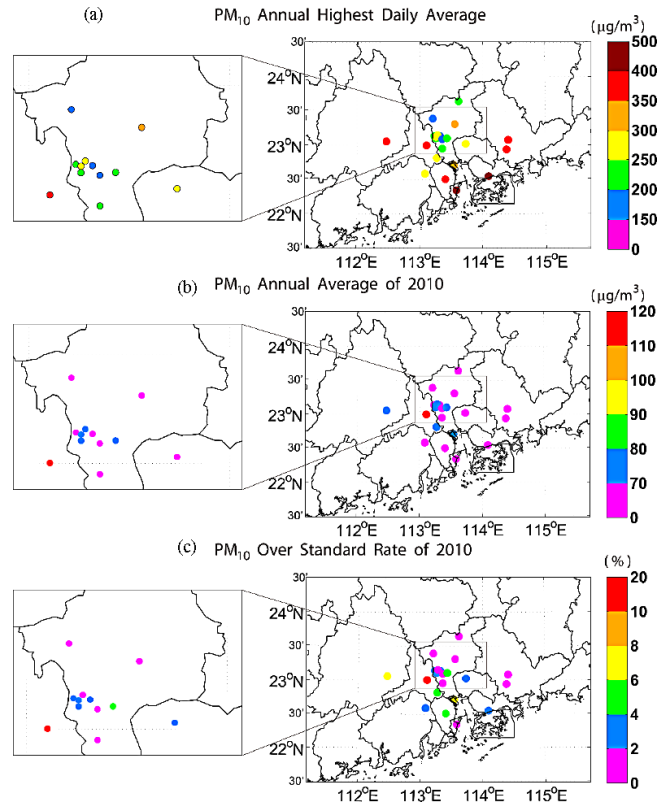 (a) PM10 Annual Highest Daily Average
(μg/m³)
30'
24°N
30'
23°N
30'
22°N
30'
112°E 113°E 114°E 115°E
500
400
350
300
250
200
150
0
(b) PM10 Annual Average of 2010
(μg/m³)
30'
24°N
30'
23°N
30'
22°N
30'
112°E 113°E 114°E 115°E
120
110
100
90
80
70
0
(c) PM10 Over Standard Rate of 2010
(%)
30'
24°N
30'
23°N
30'
22°N
30'
112°E 113°E 114°E 115°E
20
10
8
6
4
2
0